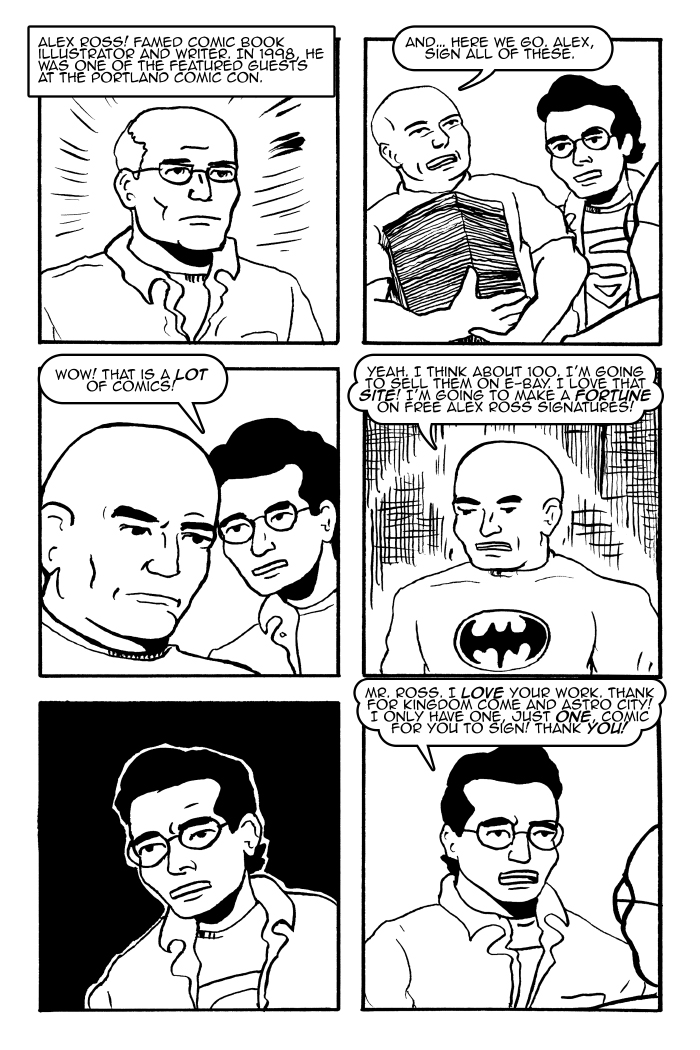 ALEX ROSS! FAMED COMIC BOOK
ILLUSTRATOR AND WRITER. IN 1998, HE
WAS ONE OF THE FEATURED GUESTS
AT THE PORTLAND COMIC CON.
AND... HERE WE GO. ALEX,
SIGN ALL OF THESE.
WOW! THAT IS A LOT
OF COMICS!
YEAH. I THINK ABOUT 100. I'M GOING
TO SELL THEM ON E-BAY. I LOVE THAT
SITE! I'M GOING TO MAKE A FORTUNE
ON FREE ALEX ROSS SIGNATURES!
MR. ROSS. I LOVE YOUR WORK. THANK
FOR KINGDOM COME AND ASTRO CITY!
I ONLY HAVE ONE, JUST ONE, COMIC
FOR YOU TO SIGN! THANK YOU!